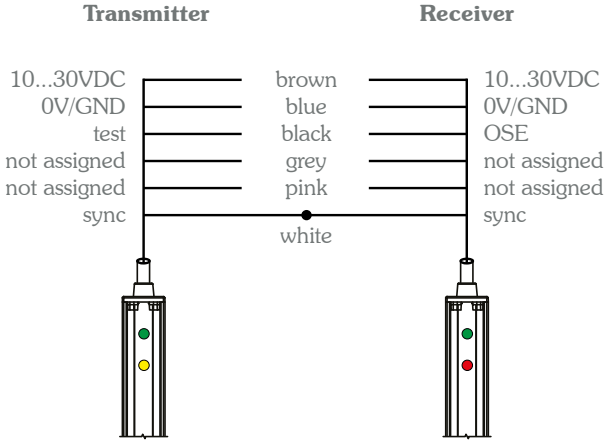 Transmitter Receiver
10...30VDC brown 10...30VDC
0V/GND blue 0V/GND
test black OSE
not assigned grey not assigned
not assigned pink not assigned
sync sync
white